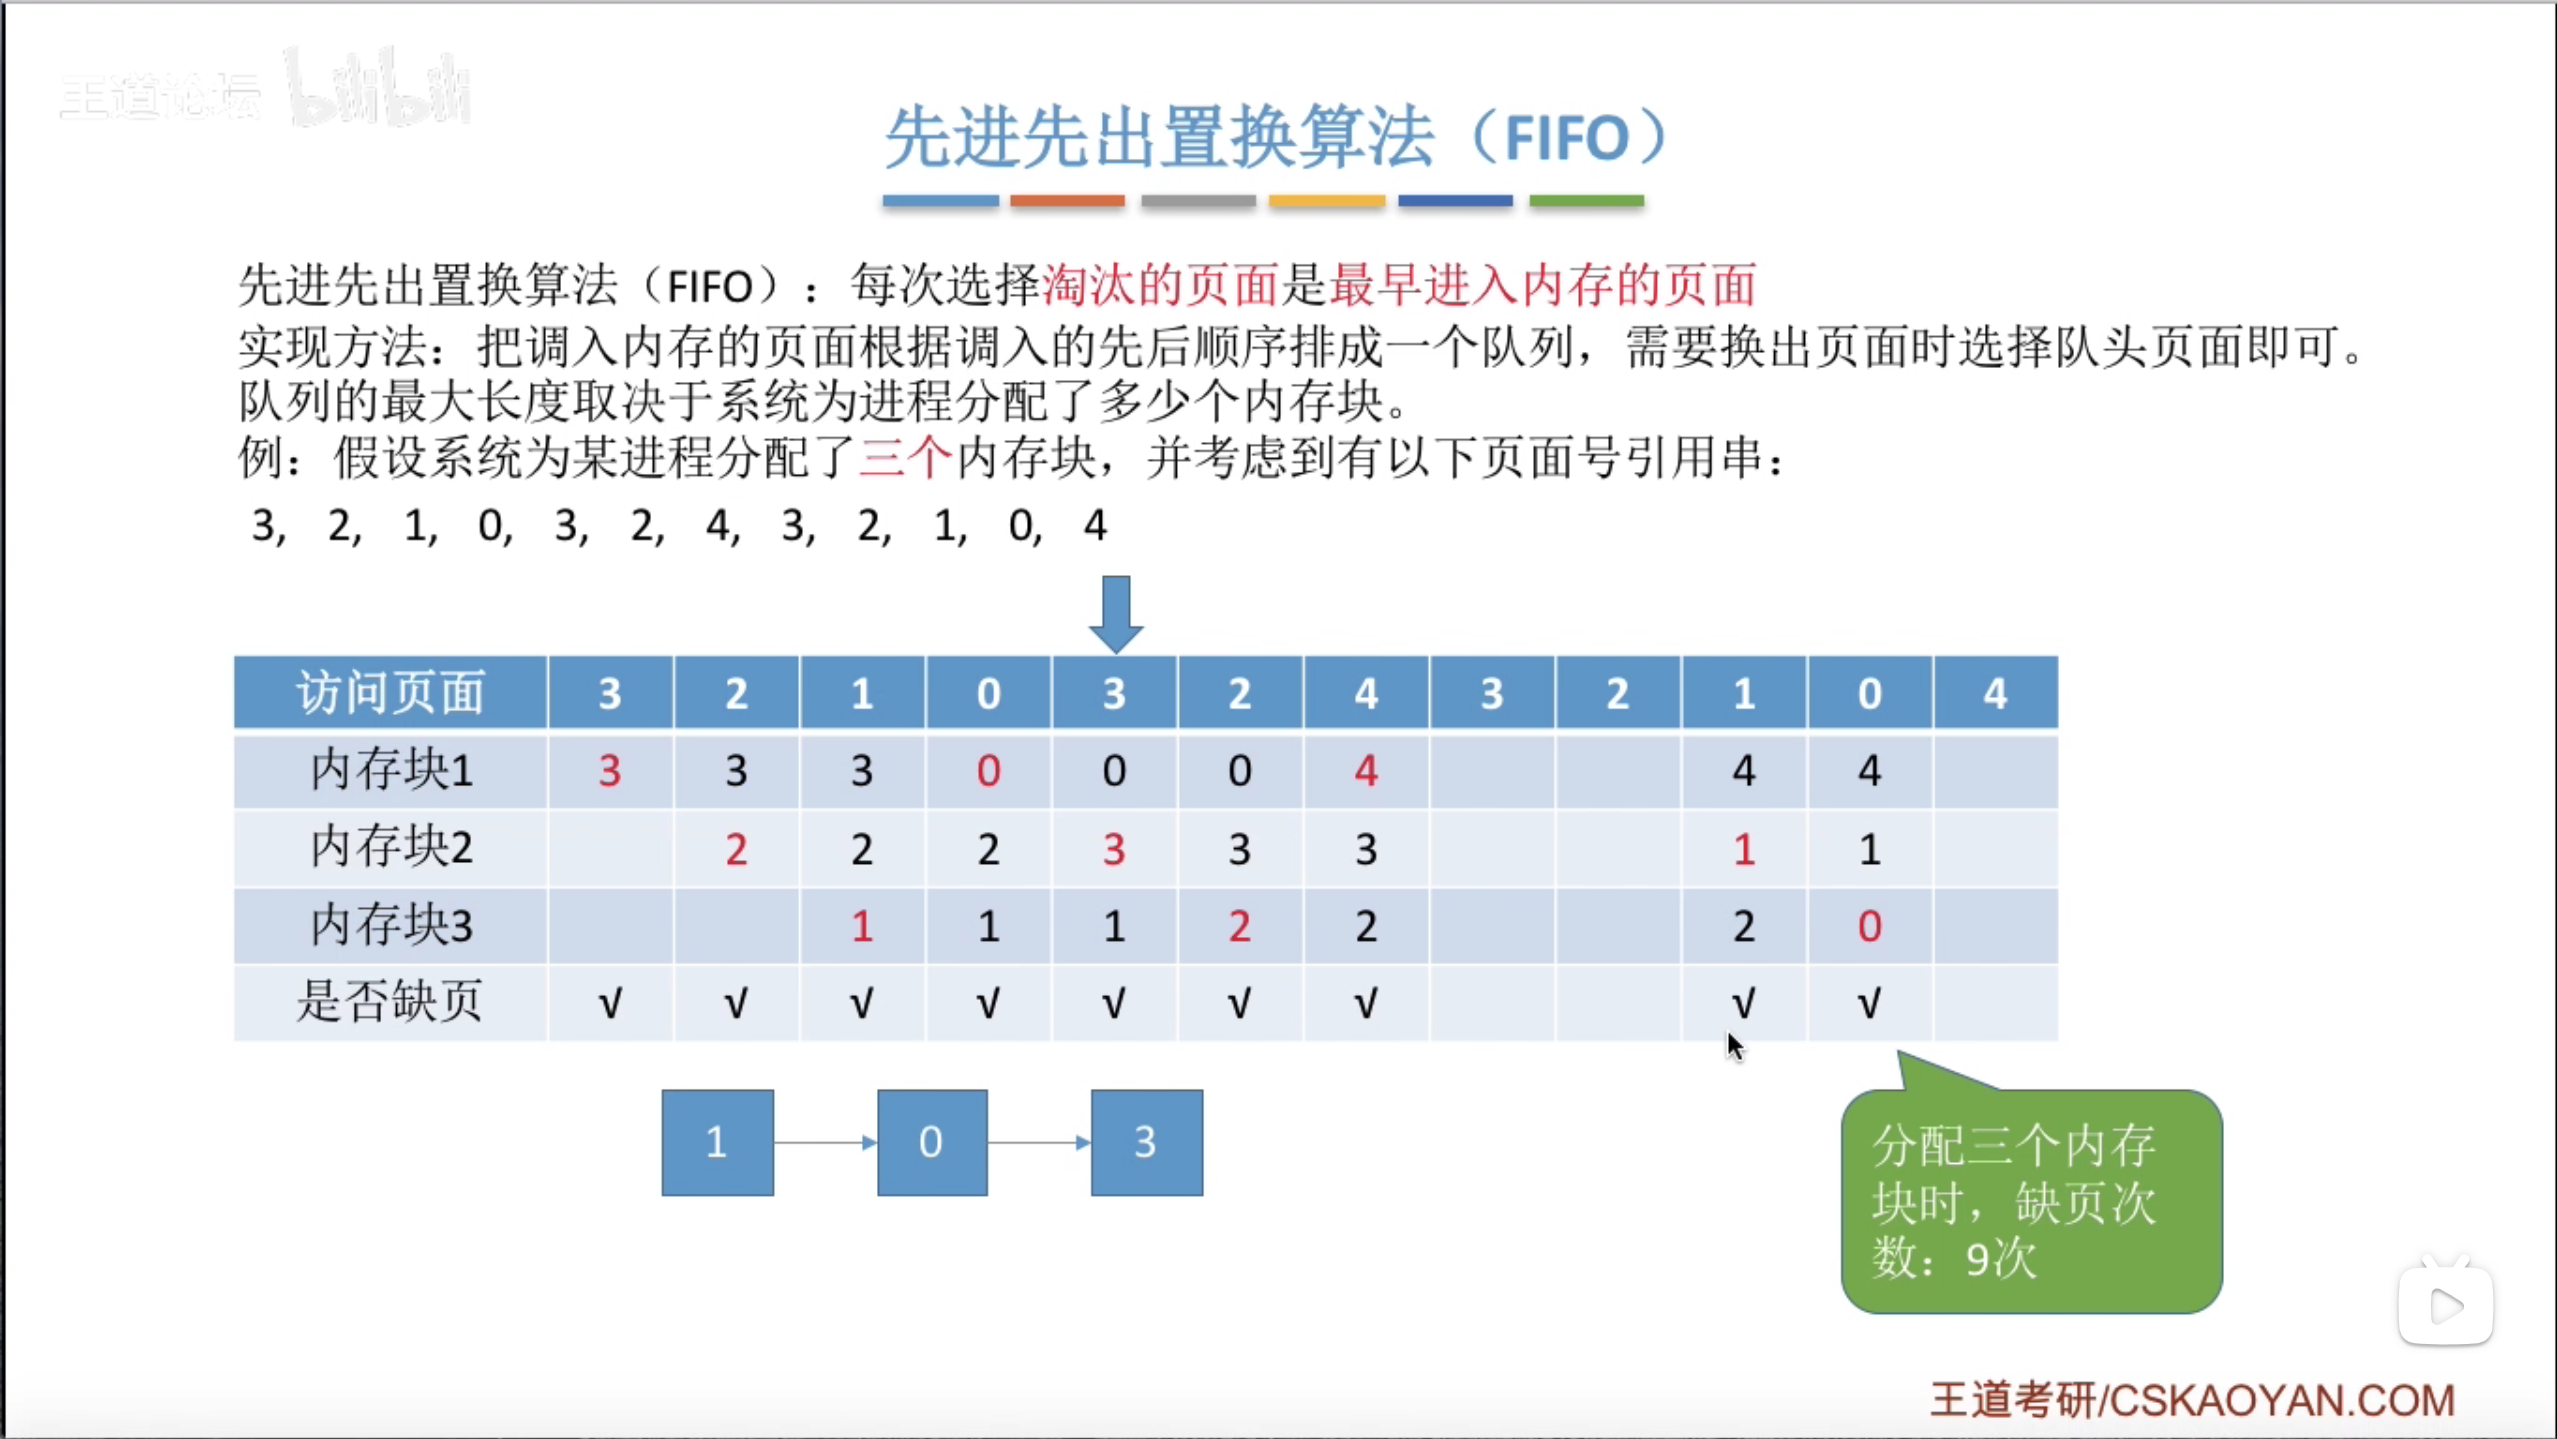 王道论坛 bilibili
先进先出置换算法（FIFO）
先进先出置换算法（FIFO）：每次选择淘汰的页面是最早进入内存的页面
实现方法：把调入内存的页面根据调入的先后顺序排成一个队列，需要换出页面时选择队头页面即可。
队列的最大长度取决于系统为进程分配了多少个内存块。
例：假设系统为某进程分配了三个内存块，并考虑到有以下页面号引用串：
3, 2, 1, 0, 3, 2, 4, 3, 2, 1, 0, 4
访问页面 3 2 1 0 3 2 4 3 2 1 0 4
内存块1 3 3 3 0 0 0 4 4 4
内存块2 2 2 2 3 3 3 1 1
内存块3 1 1 1 2 2 2 0
是否缺页 √ √ √ √ √ √ √ √ √
1 0 3
分配三个内存
块时，缺页次
数：9次
王道考研/CSKAOYAN.COM